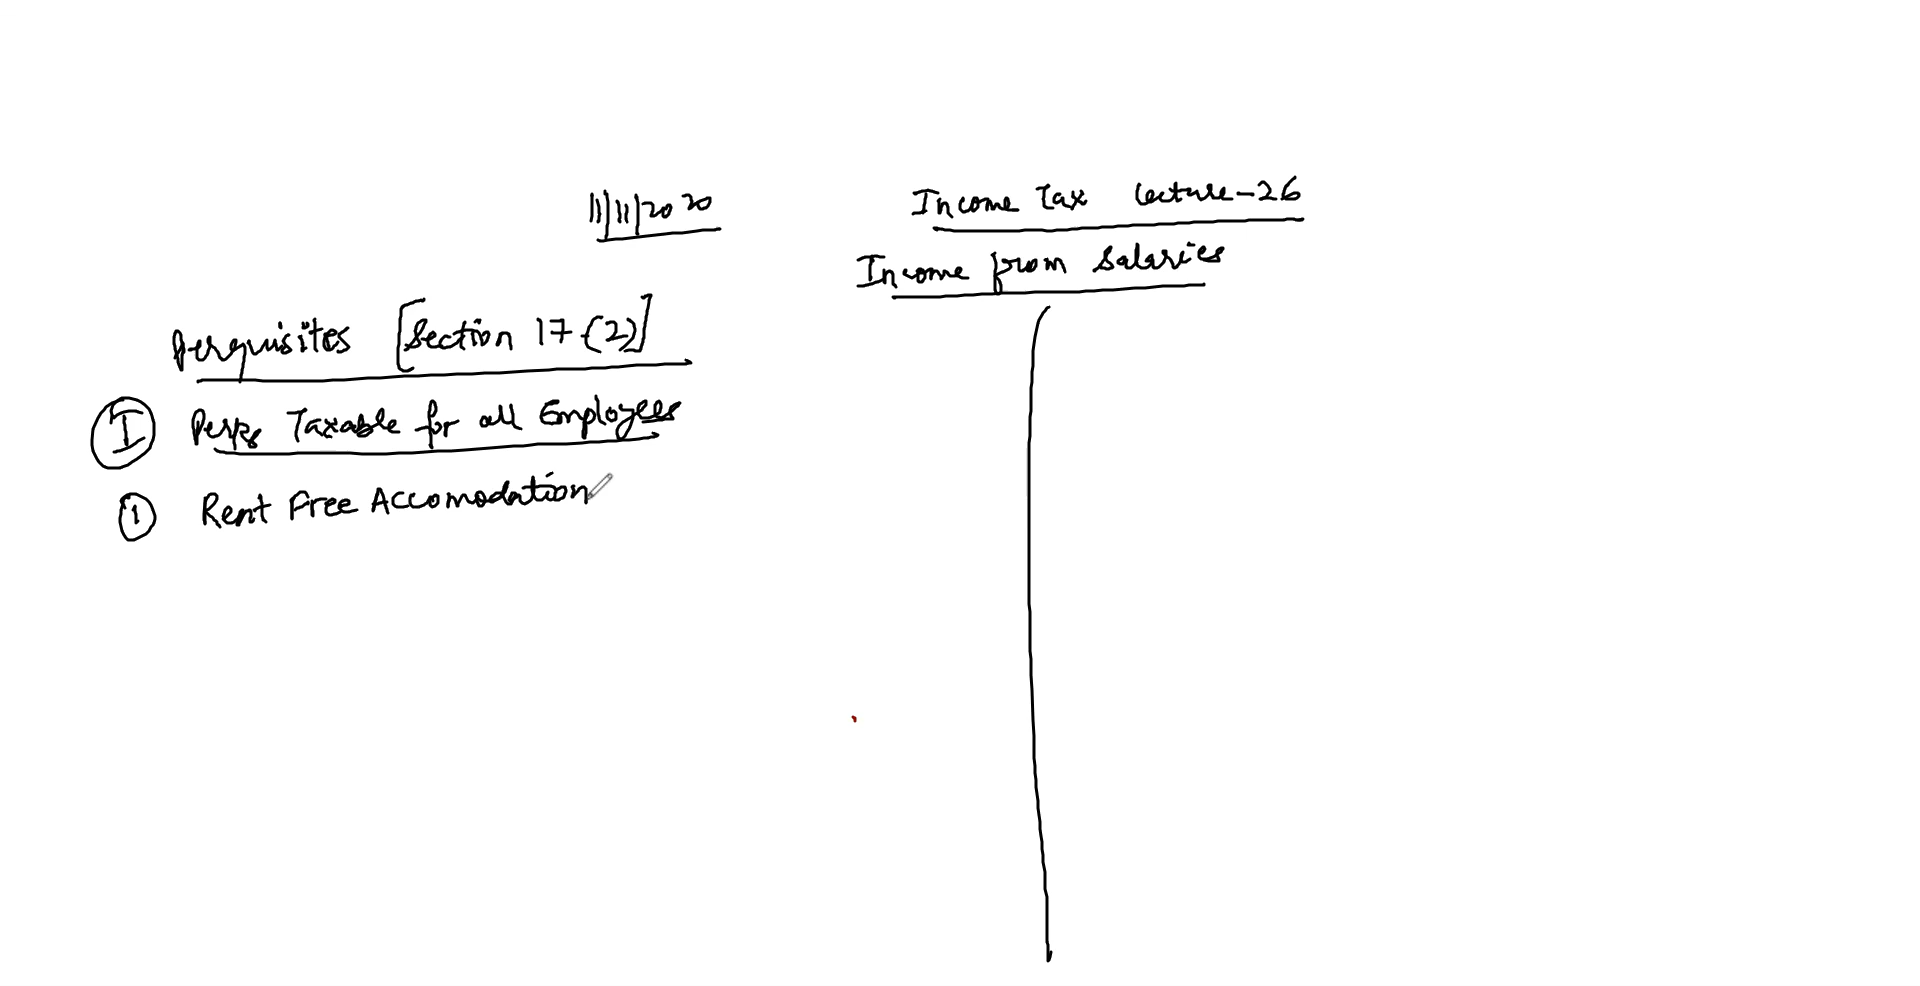 11/11/2020
Income Tax Lecture-26
Income from Salaries
Perquisites [Section 17(2)]
I Perks Taxable for all Employees
1 Rent Free Accomodation